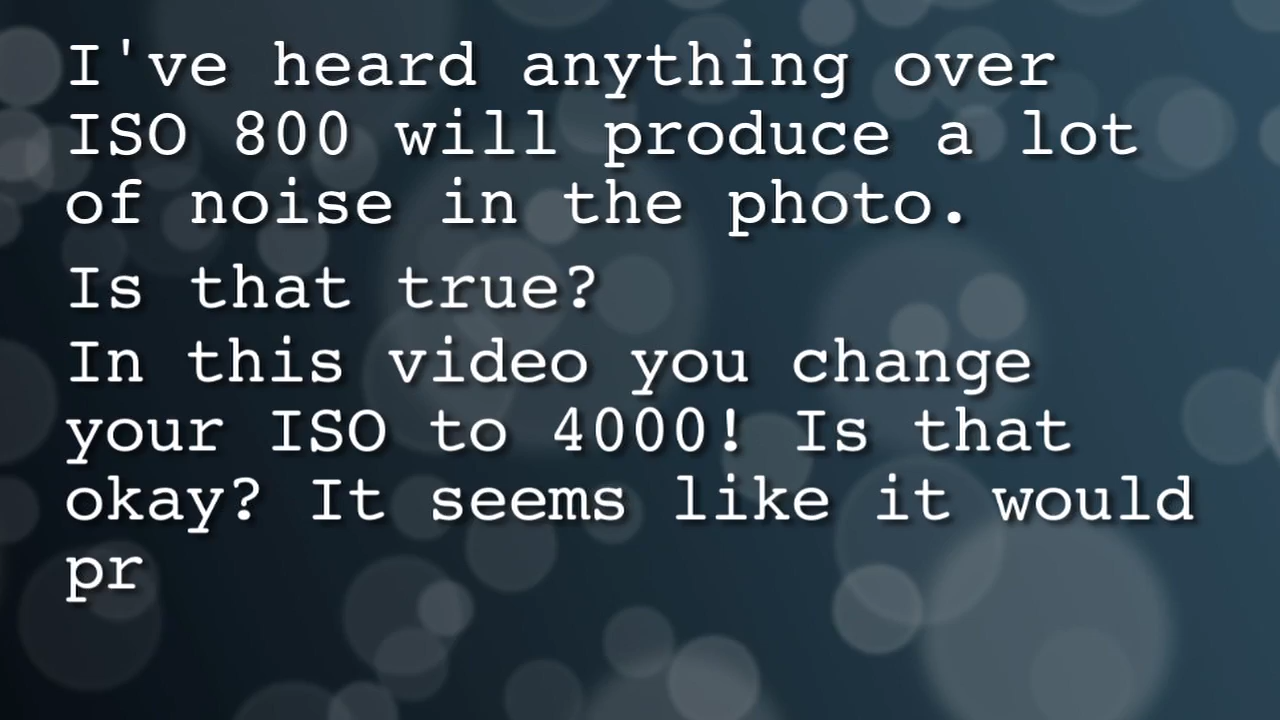 I've heard anything over
ISO 800 will produce a lot
of noise in the photo.
Is that true?
In this video you change
your ISO to 4000! Is that
okay? It seems like it would
pr